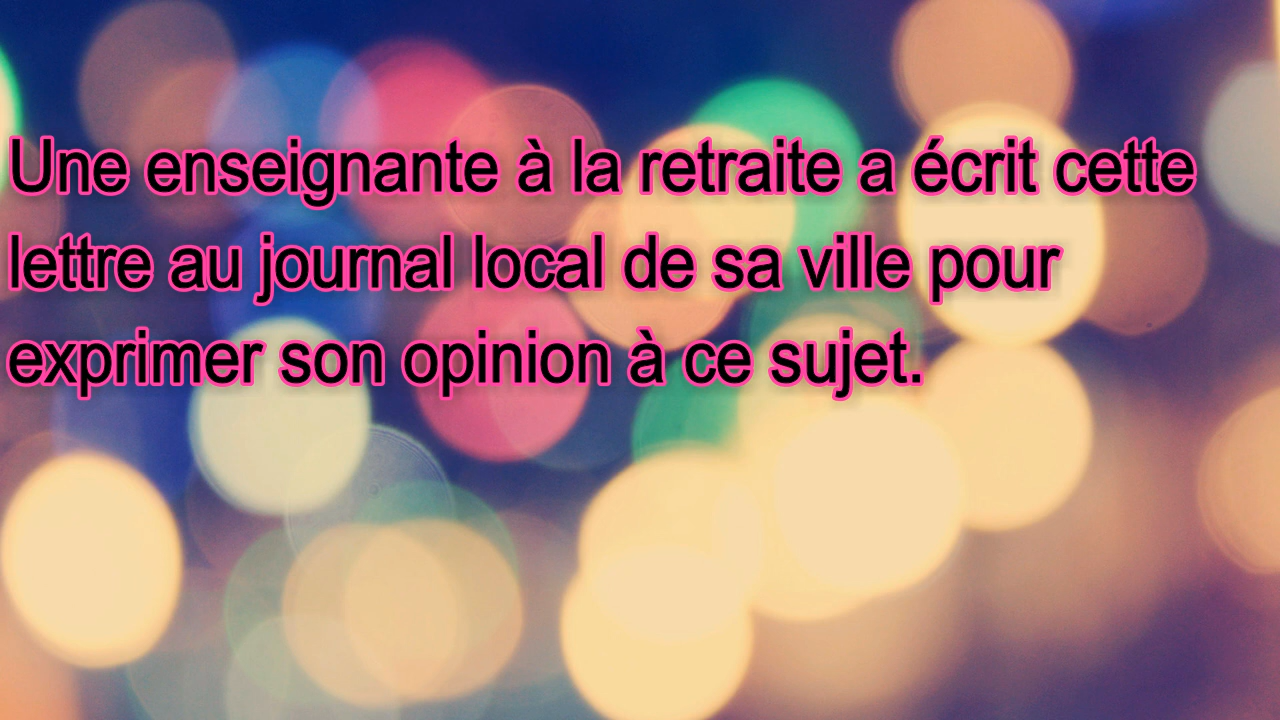 Une enseignante à la retraite a écrit cette
lettre au journal local de sa ville pour
exprimer son opinion à ce sujet.